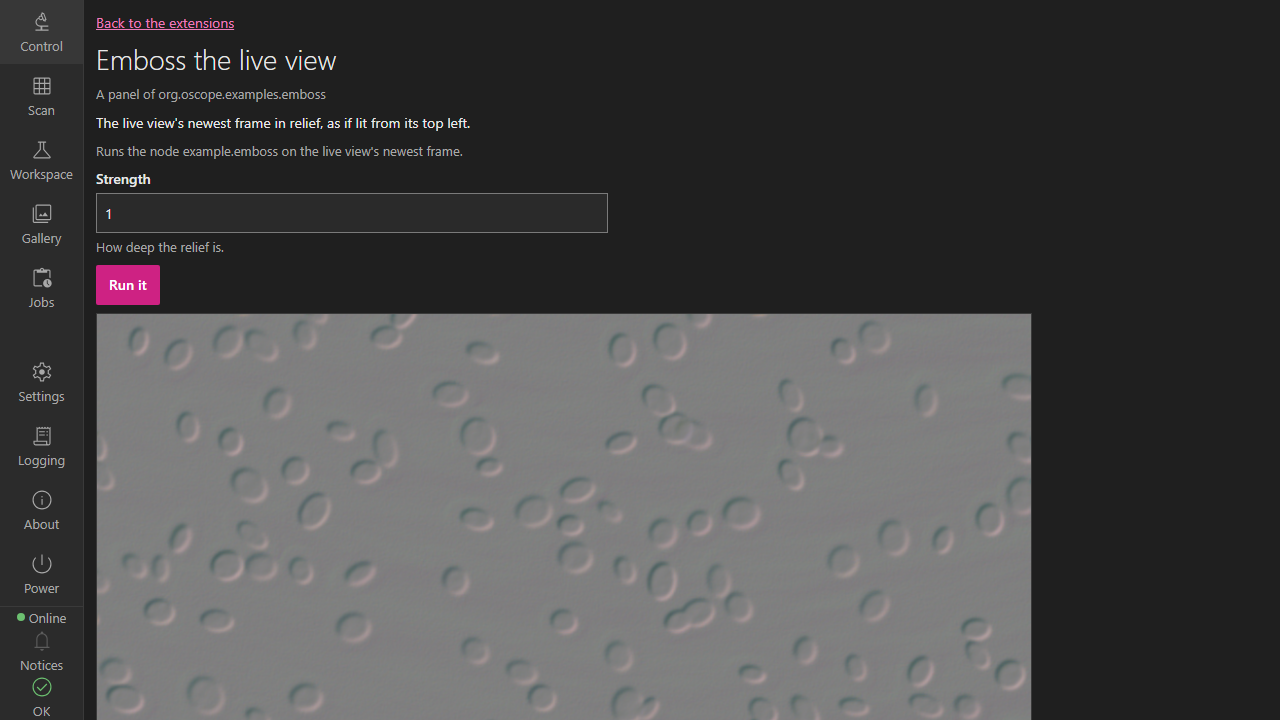 Control
Scan
Workspace
Gallery
Jobs
Settings
Logging
About
Power
Online
Notices
OK
Back to the extensions
Emboss the live view
A panel of org.oscope.examples.emboss
The live view's newest frame in relief, as if lit from its top left.
Runs the node example.emboss on the live view's newest frame.
Strength
1
How deep the relief is.
Run it